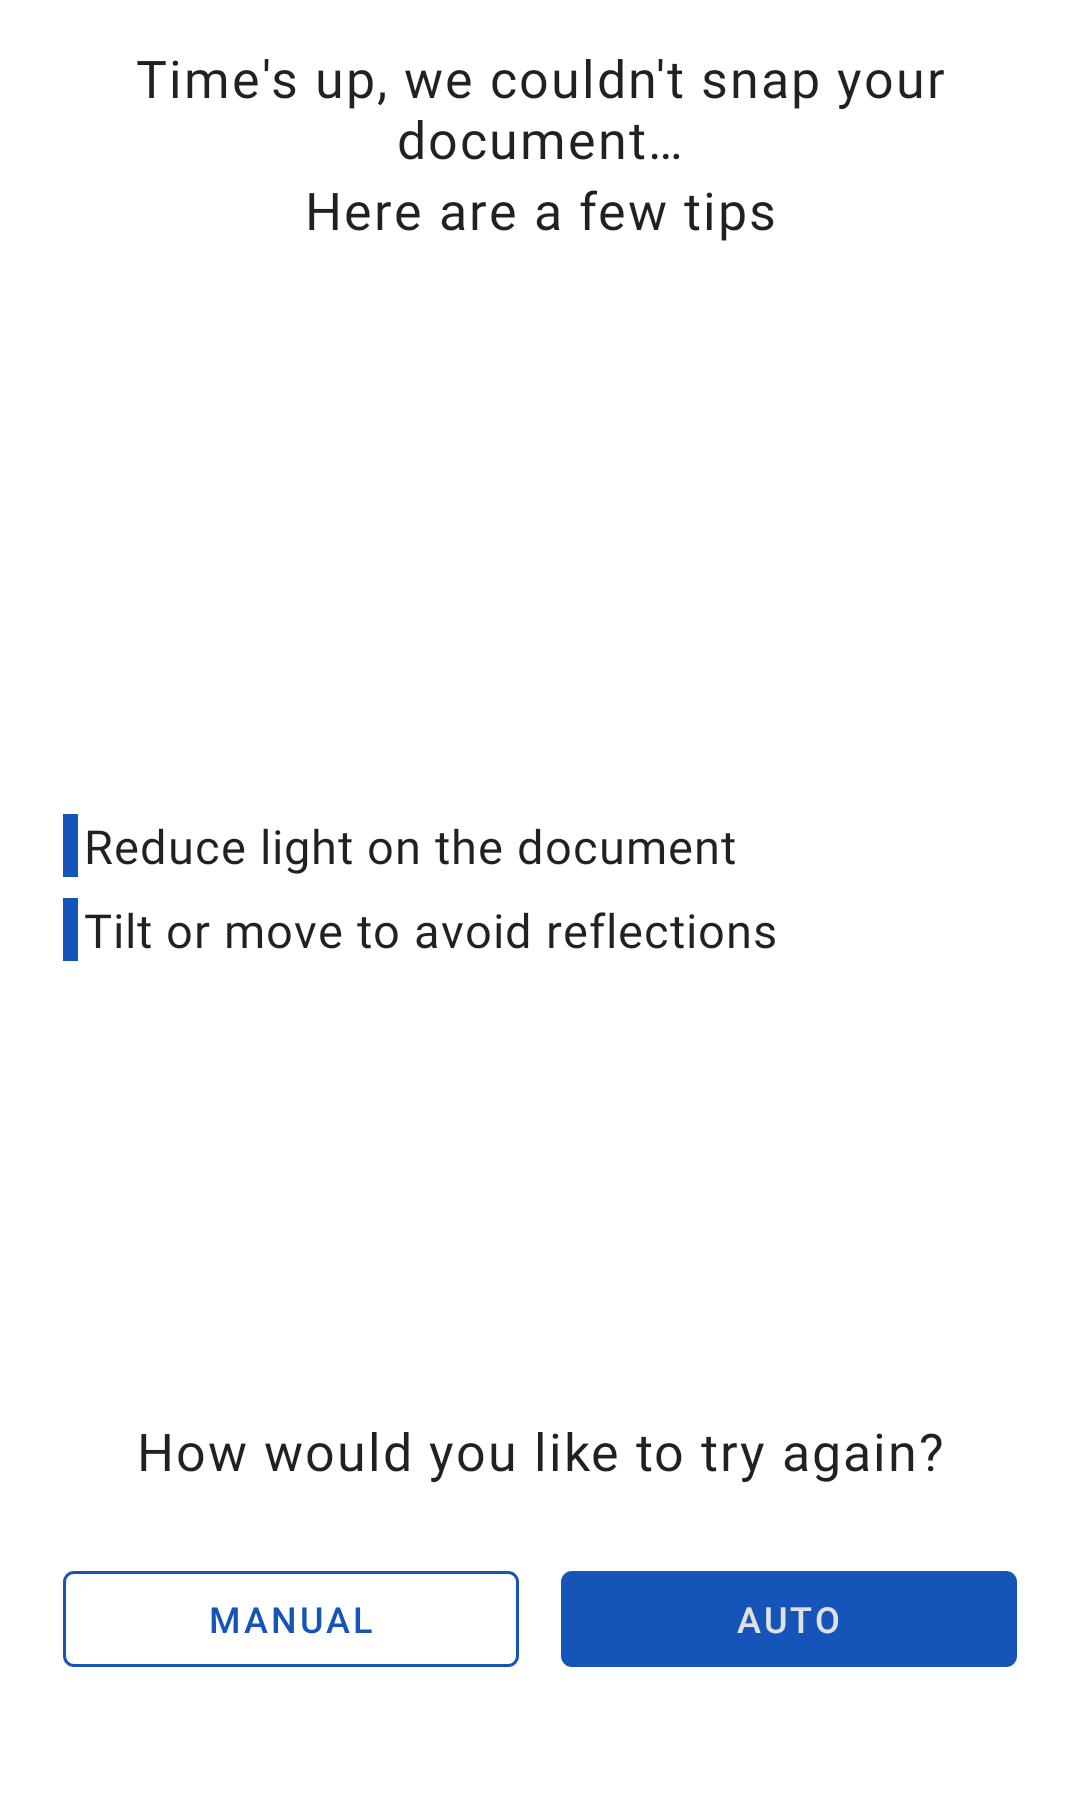 Time's up, we couldn't snap your
document…
Here are a few tips
Reduce light on the document
Tilt or move to avoid reflections
How would you like to try again?
MANUAL
AUTO